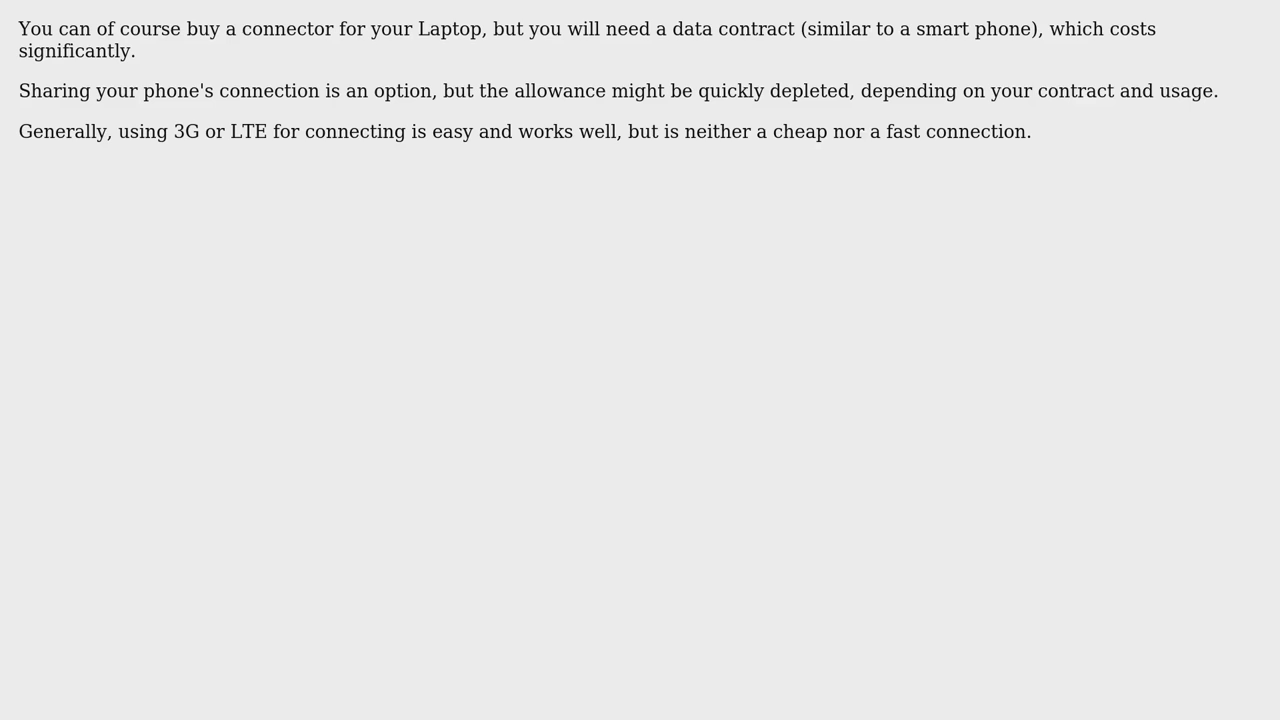 You can of course buy a connector for your Laptop, but you will need a data contract (similar to a smart phone), which costs
significantly.
Sharing your phone's connection is an option, but the allowance might be quickly depleted, depending on your contract and usage.
Generally, using 3G or LTE for connecting is easy and works well, but is neither a cheap nor a fast connection.